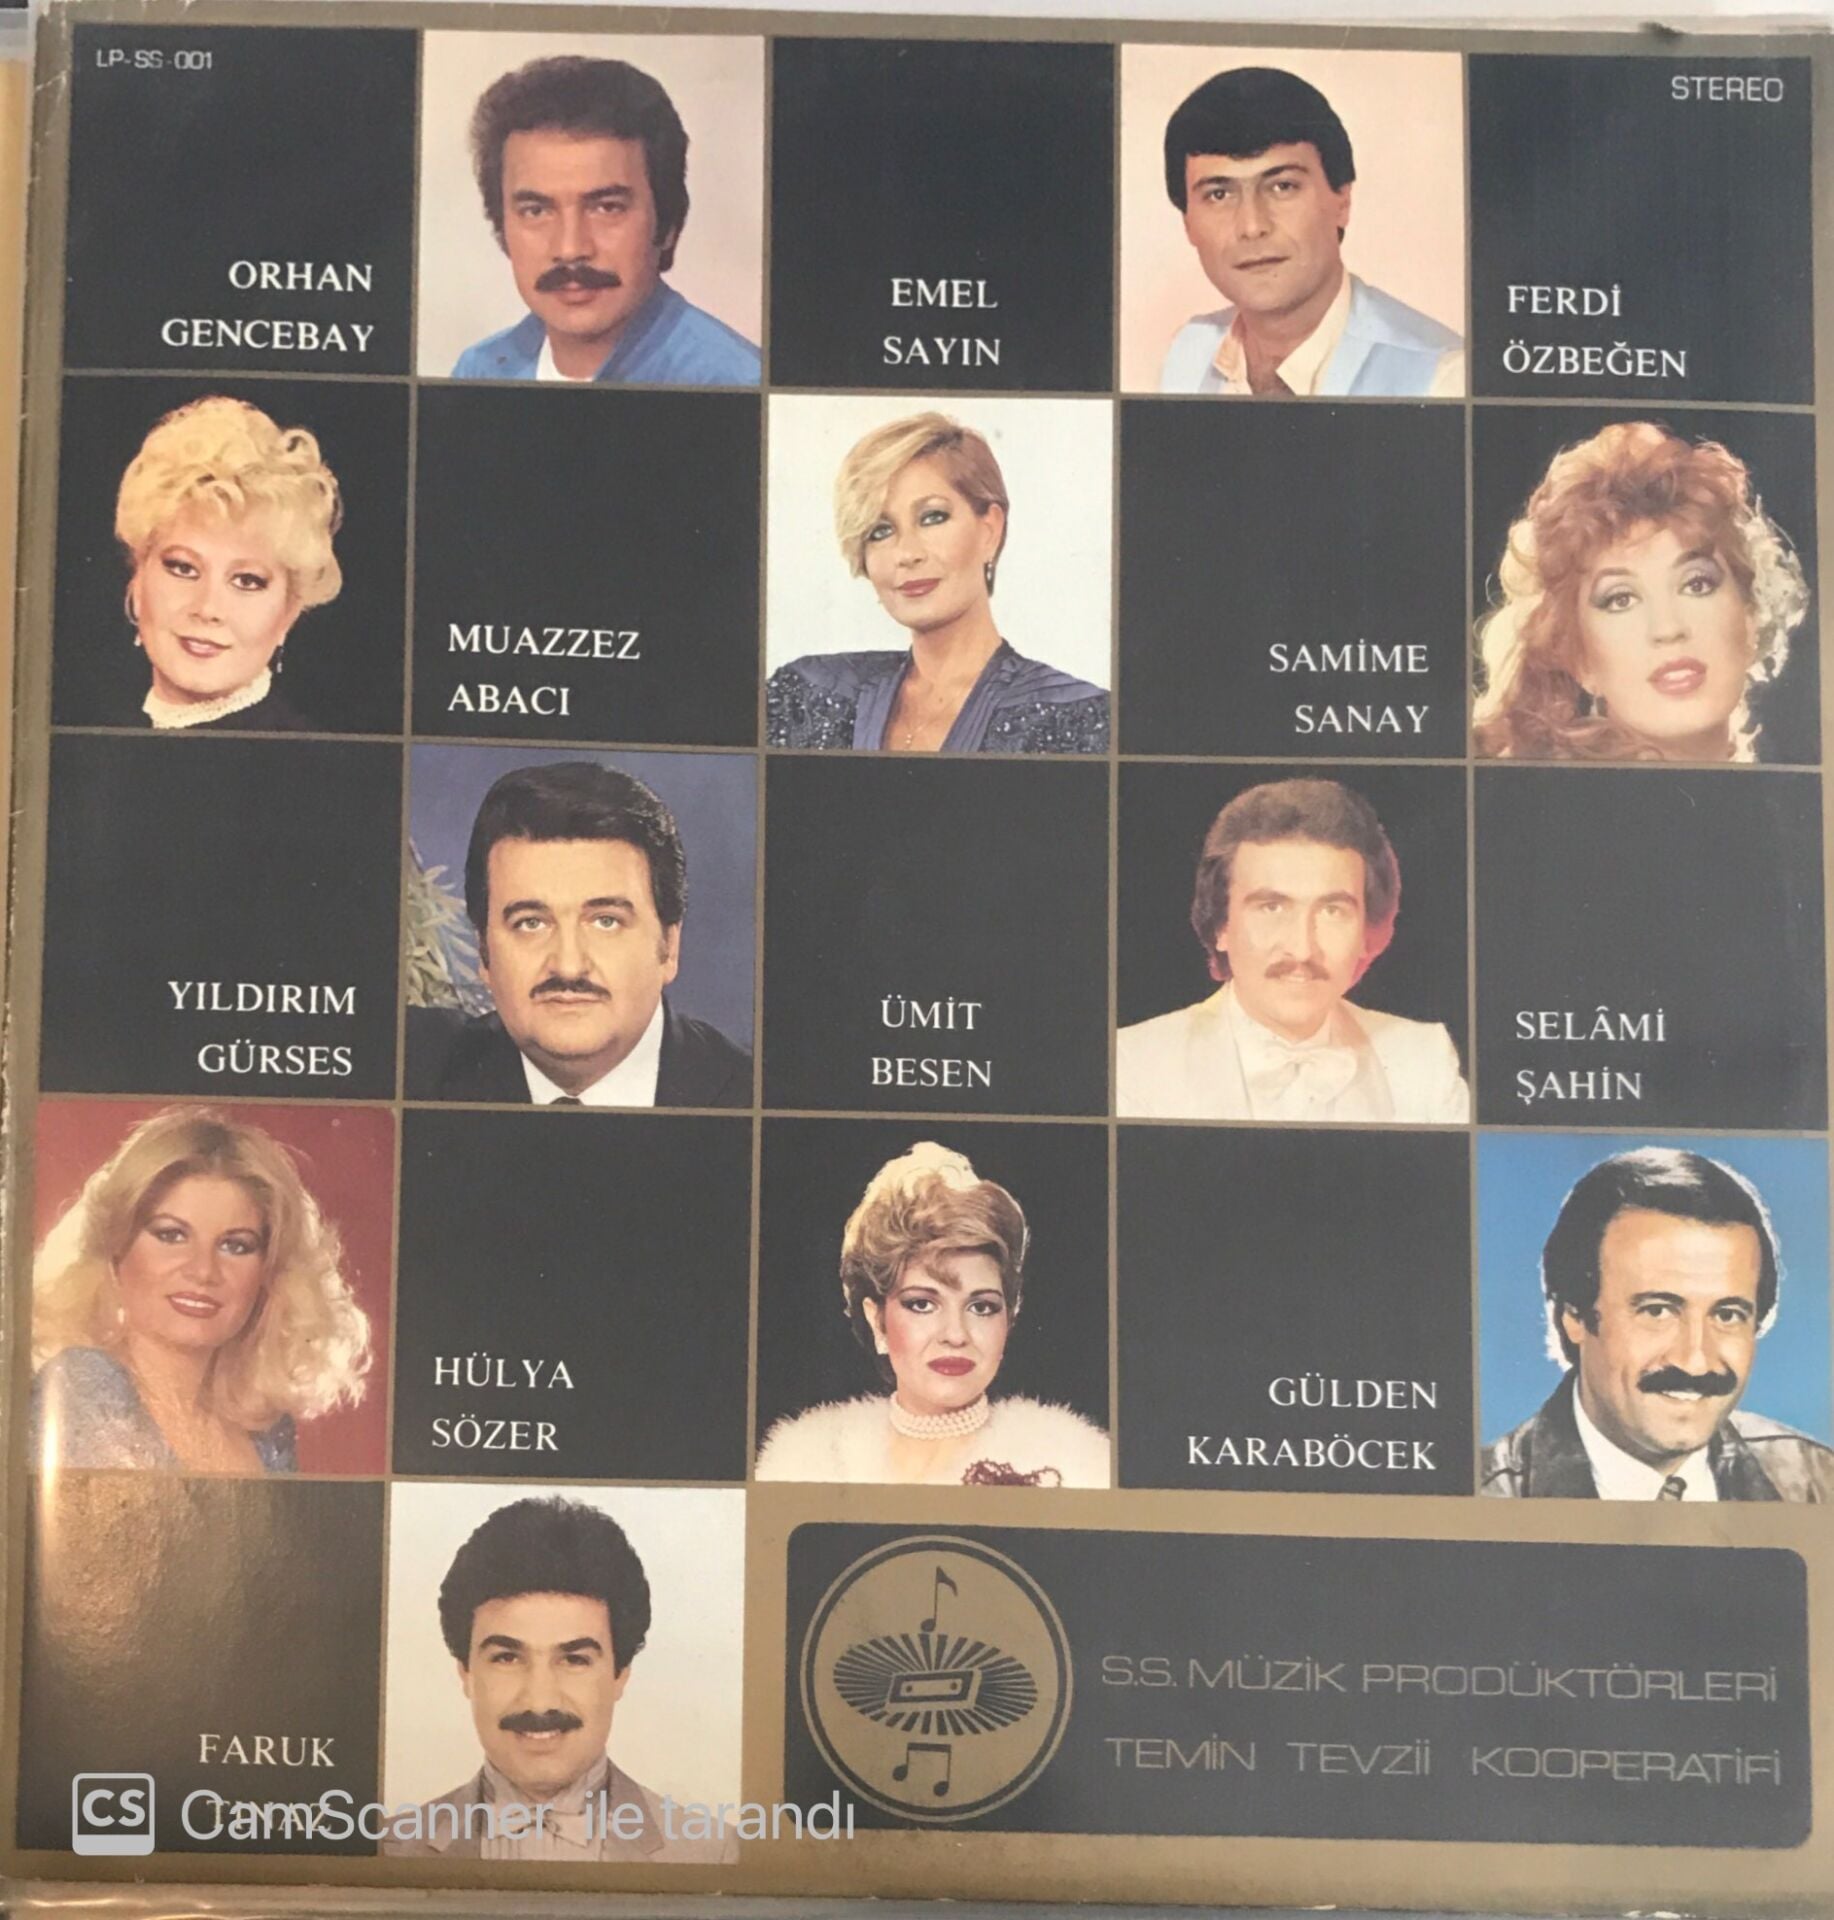 LP-SS-001
STEREO
ORHAN
GENCEBAY
EMEL
SAYIN
FERDİ
ÖZBEĞEN
MUAZZEZ
ABACI
SAMİME
SANAY
YILDIRIM
GÜRSES
ÜMİT
BESEN
SELÂMİ
ŞAHİN
HÜLYA
SÖZER
GÜLDEN
KARABÖCEK
FARUK
TINAZ
S.S. MÜZİK PRODÜKTÖRLERİ
TEMİN TEVZİİ KOOPERATİFİ
CS CamScanner ile tarandı